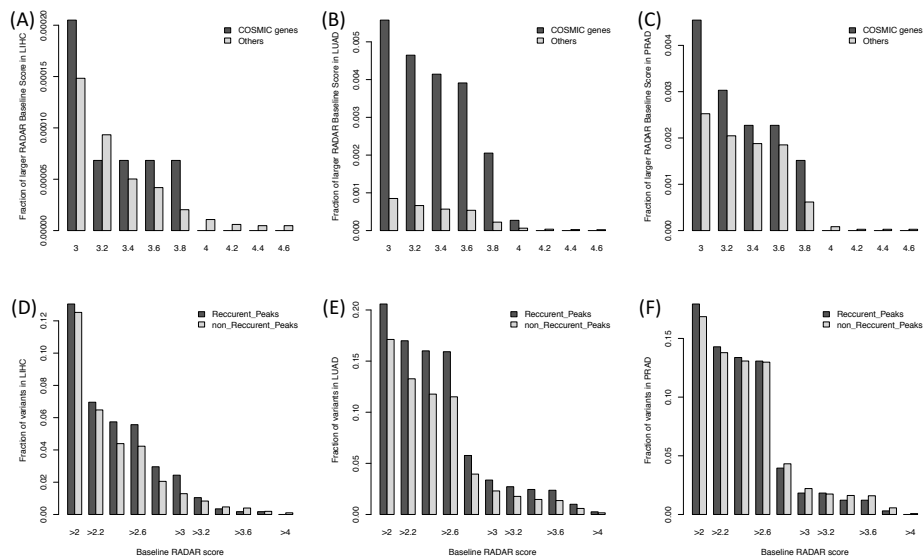 (A)
Fraction of larger RADAR Baseline Score in LIHC
0.00000
0.00005
0.00010
0.00015
0.00020
COSMIC genes
Others
3 3.2 3.4 3.6 3.8 4 4.2 4.4 4.6
(B)
Fraction of larger RADAR Baseline Score in LUAD
0.000
0.001
0.002
0.003
0.004
0.005
COSMIC genes
Others
3 3.2 3.4 3.6 3.8 4 4.2 4.4 4.6
(C)
Fraction of larger RADAR Baseline Score in PRAD
0.000
0.001
0.002
0.003
0.004
COSMIC genes
Others
3 3.2 3.4 3.6 3.8 4 4.2 4.4 4.6
(D)
Fraction of variants in LIHC
0.00
0.02
0.04
0.06
0.08
0.12
Reccurent_Peaks
non_Reccurent_Peaks
>2 >2.2 >2.6 >3 >3.2 >3.6 >4
Baseline RADAR score
(E)
Fraction of variants in LUAD
0.00
0.05
0.10
0.15
0.20
Reccurent_Peaks
non_Reccurent_Peaks
>2 >2.2 >2.6 >3 >3.2 >3.6 >4
Baseline RADAR score
(F)
Fraction of variants in PRAD
0.00
0.05
0.10
0.15
Reccurent_Peaks
non_Reccurent_Peaks
>2 >2.2 >2.6 >3 >3.2 >3.6 >4
Baseline RADAR score